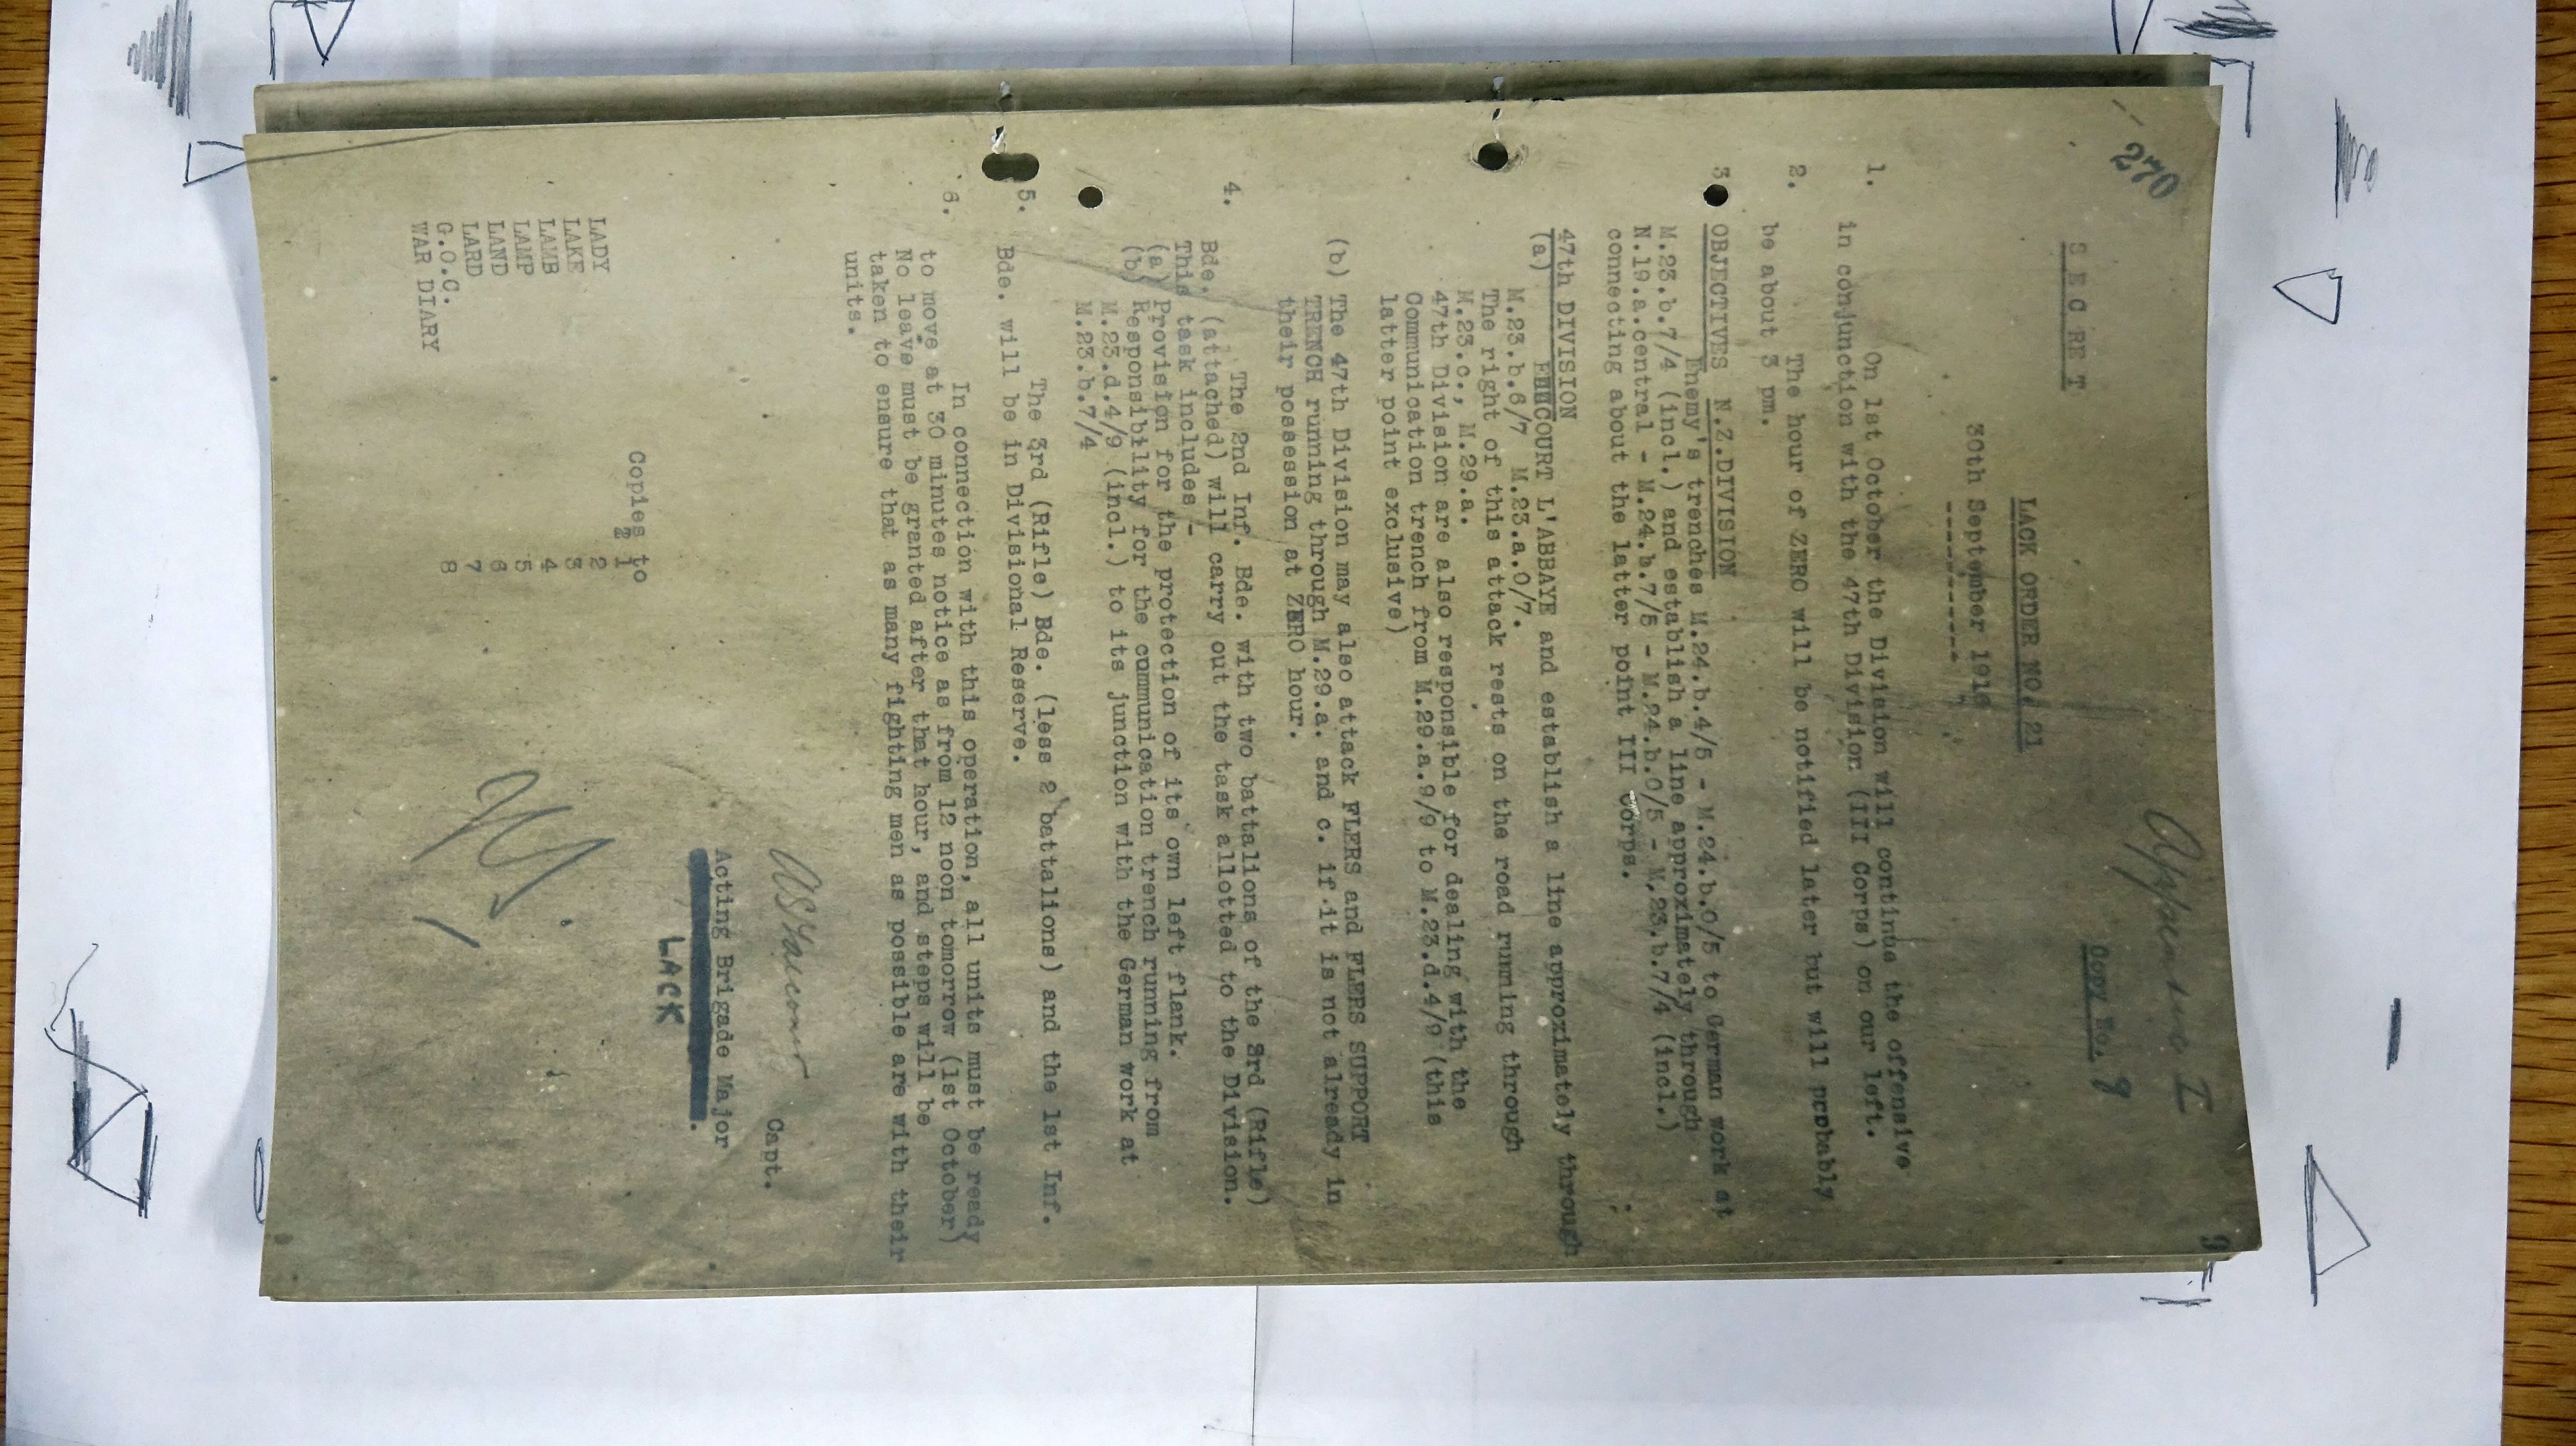 270
Appendix I
3
S E C R E T
Copy No. 8
LACK ORDER NO. 21
30th September 1916
----------
1. On 1st October the Division will continue the offensive
in conjunction with the 47th Division (III Corps) on our left.
2. The hour of ZERO will be notified later but will prpbably
be about 3 pm.
3 OBJECTIVES N.Z.DIVISION
Enemy's trenches M.24.b.4/5 - M.24.b.0/5 to German work at
M.23.b.7/4 (incl.) and establish a line approximately through
N.19.a.central - M.24.b.7/5 - M.24.b.0/5 - M.23.b.7/4 (incl.)
connecting about the latter point III Corps.
47th DIVISION
(a) COURT L'ABBAYE and establish a line approximately through
M.23.b.6/7 M.23.a.0/7.
The right of this attack rests on the road running through
M.23.c., M.29.a.
47th Division are also responsible for dealing with the
Communication trench from M.29.a.9/9 to M.23.d.4/9 (this
latter point exclusive)
(b) The 47th Division may also attack FLERS and FLERS SUPPORT
TRENCH running through M.29.a. and c. if it is not already in
their possession at ZERO hour.
4. The 2nd Inf. Bde. with two battalions of the 3rd (Rifle)
Bde. (attached) will carry out the task allotted to the Division.
This task includes -
(a) Provision for the protection of its own left flank.
(b) Responsibility for the cummunication trench running from
M.23.d.4/9 (incl.) to its junction with the German work at
M.23.b.7/4
5. The 3rd (Rifle) Bde. (less 2 battalions) and the 1st Inf.
Bde. will be in Divisional Reserve.
6. In connection with this operation, all units must be ready
to move at 30 minutes notice as from 12 noon tomorrow (1st October)
No leave must be granted after that hour, and steps will be
taken to ensure that as many fighting men as possible are with their
units.
Capt.
Acting Brigade Major
LACK
Copies to
1
LADY 2
LAKE 3
LAMB 4
LAMP 5
LAND 6
LARD 7
G.O.C. 8
WAR DIARY